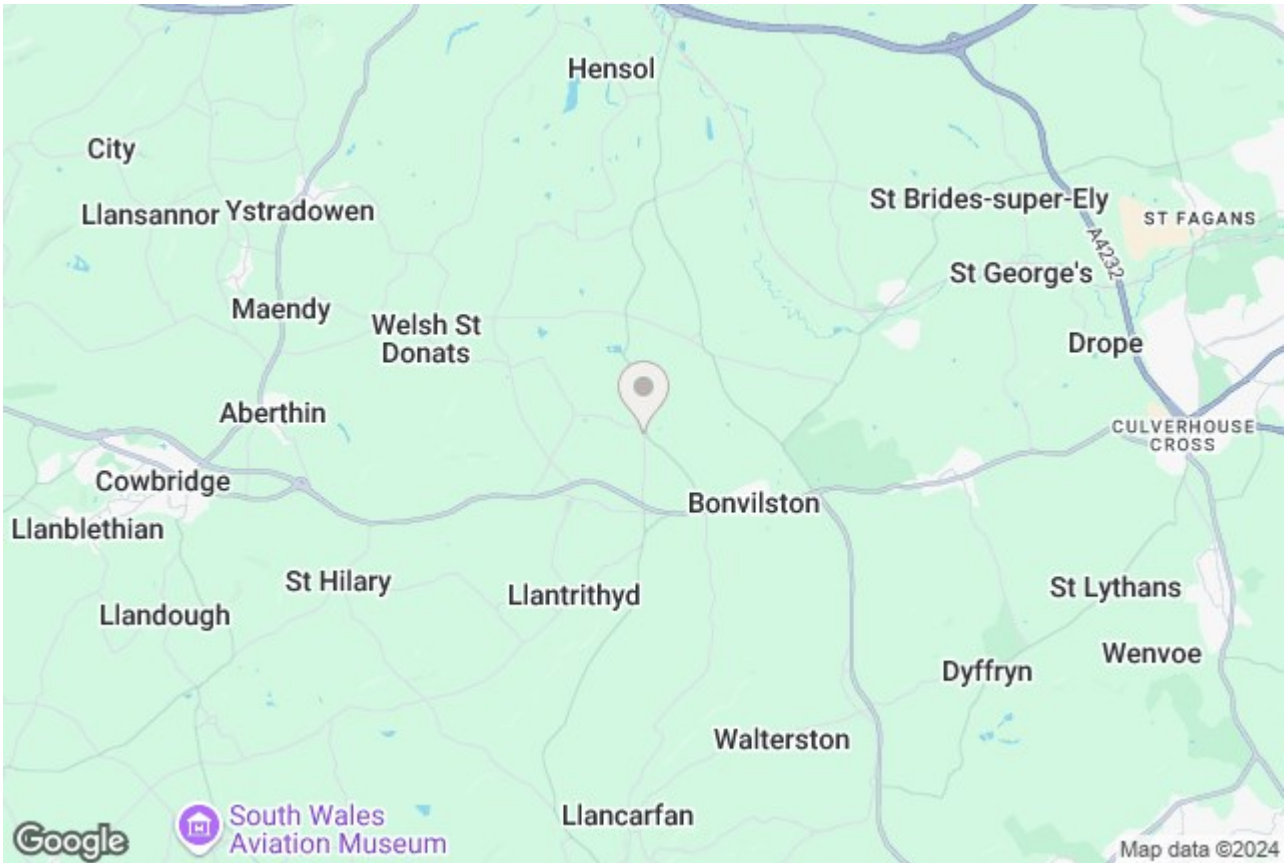 Hensol
City
St Brides-super-Ely
Llansannor
Ystradowen
ST FAGANS
A4232
St George's
Maendy
Welsh St
Donats
Drope
Aberthin
CULVERHOUSE
CROSS
Cowbridge
Bonvilston
Llanblethian
St Hilary
Llantrithyd
St Lythans
Llandough
Wenvoe
Dyffryn
Walterston
South Wales
Aviation Museum
Llancarfan
Google
Map data ©2024